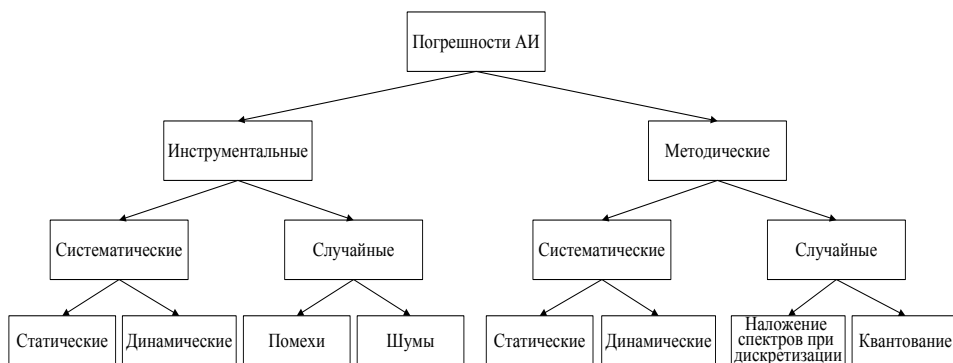 Погрешности АИ
Инструментальные
Методические
Систематические
Случайные
Систематические
Случайные
Статические
Динамические
Помехи
Шумы
Статические
Динамические
Наложение
спектров при
дискретизации
Квантование